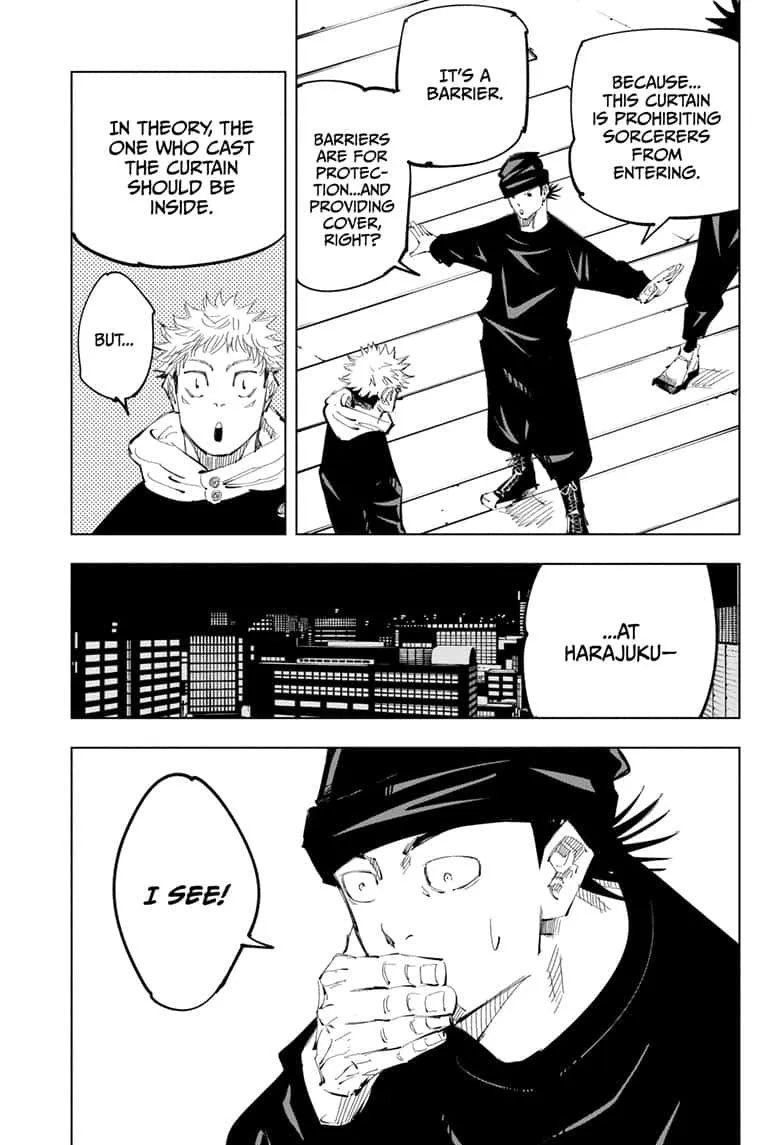 BECAUSE...
THIS CURTAIN
IS PROHIBITING
SORCERERS
FROM
ENTERING.
IT'S A
BARRIER.
BARRIERS
ARE FOR
PROTEC-
TION...AND
PROVIDING
COVER,
RIGHT?
IN THEORY, THE
ONE WHO CAST
THE CURTAIN
SHOULD BE
INSIDE.
BUT...
...AT
HARAJUKU—
I SEE!